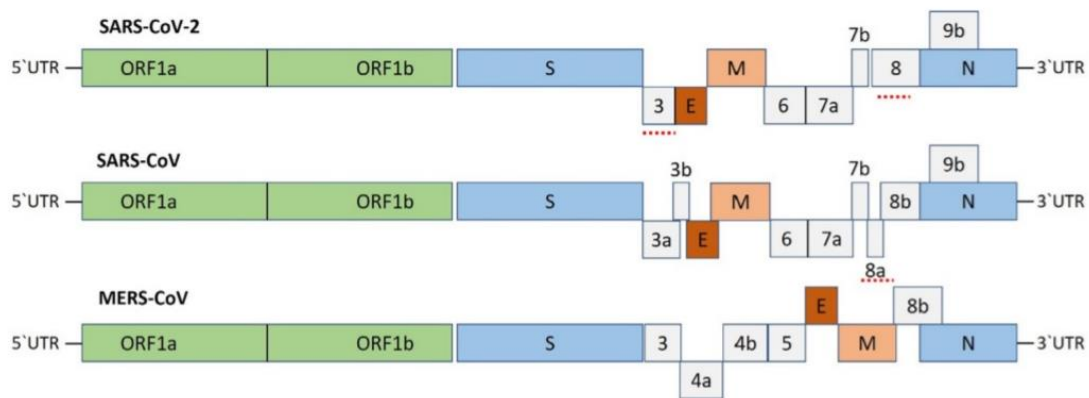 SARS-CoV-2
7b 9b
5`UTR ORF1a ORF1b S M 8 N 3`UTR
3 E 6 7a
SARS-CoV
3b 7b 9b
5`UTR ORF1a ORF1b S M 8b N 3`UTR
3a E 6 7a
8a
MERS-CoV
E 8b
5`UTR ORF1a ORF1b S 3 4b 5 M N 3`UTR
4a